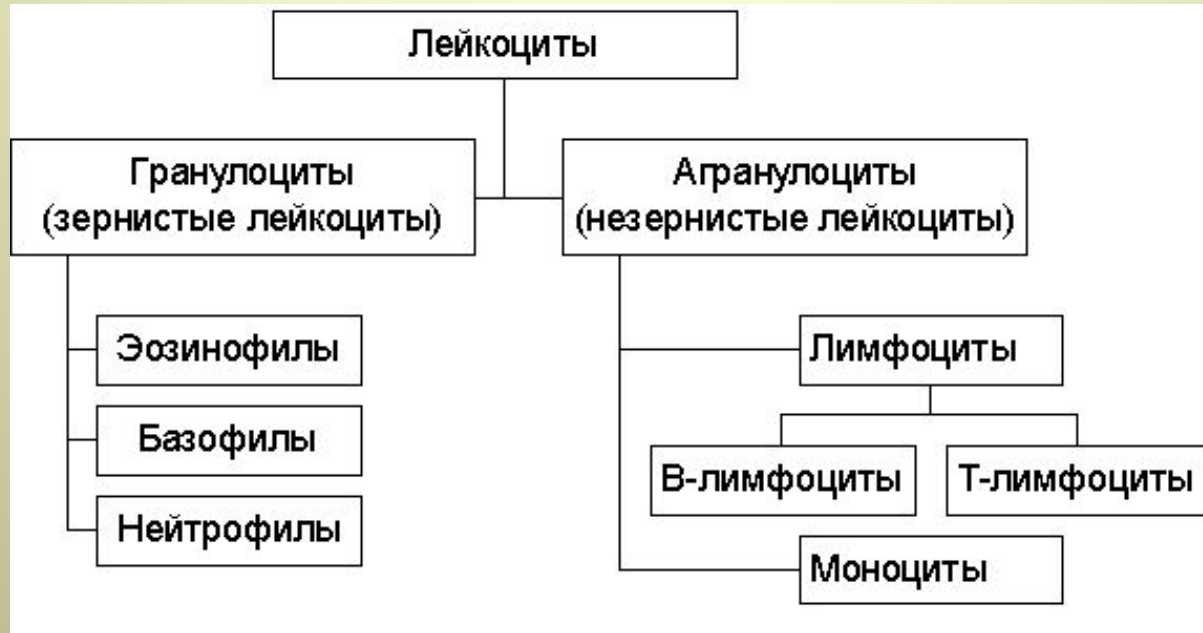 Лейкоциты
Гранулоциты
(зернистые лейкоциты)
Агранулоциты
(незернистые лейкоциты)
Эозинофилы
Базофилы
Нейтрофилы
Лимфоциты
В-лимфоциты
Т-лимфоциты
Моноциты